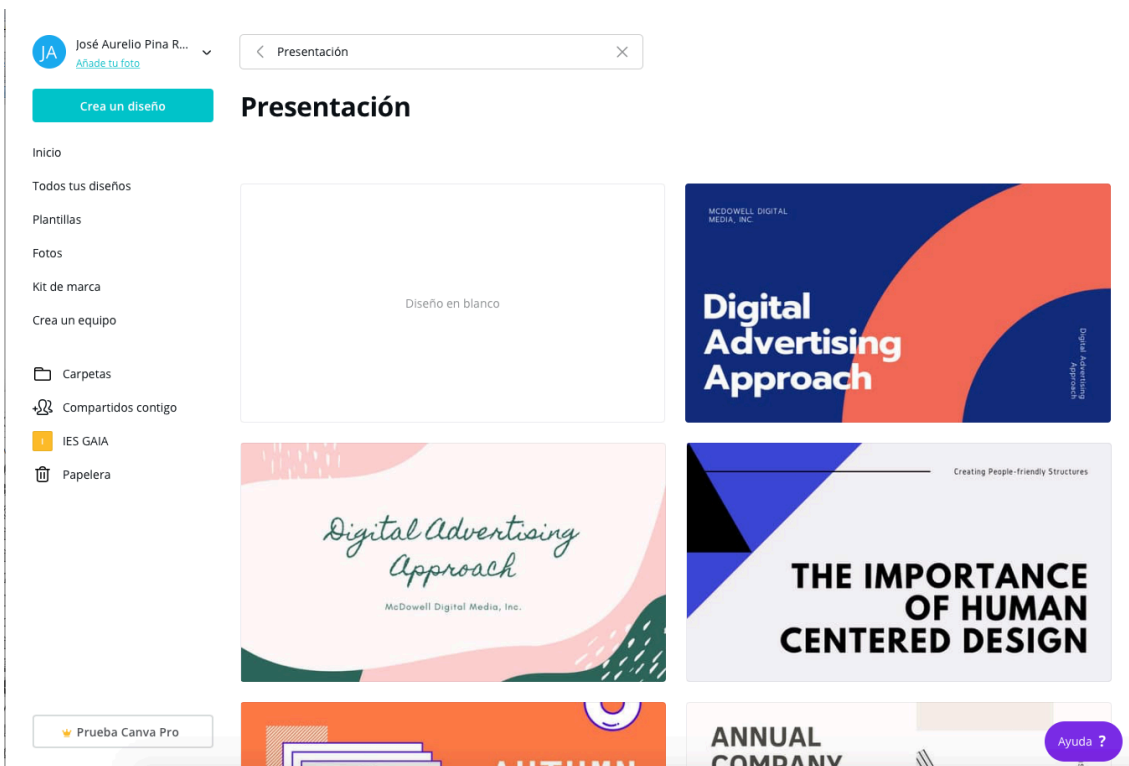 JA
José Aurelio Pina R...
Añade tu foto
Crea un diseño
Inicio
Todos tus diseños
Plantillas
Fotos
Kit de marca
Crea un equipo
Carpetas
Compartidos contigo
I
IES GAIA
Papelera
Prueba Canva Pro
Presentación
Presentación
Diseño en blanco
MCDOWELL DIGITAL
MEDIA, INC.
Digital
Advertising
Approach
Digital Advertising
Approach
Digital Advertising
Approach
McDowell Digital Media, Inc.
Creating People-friendly Structures
THE IMPORTANCE
OF HUMAN
CENTERED DESIGN
AUTUMN
ANNUAL
COMPANY
Ayuda ?